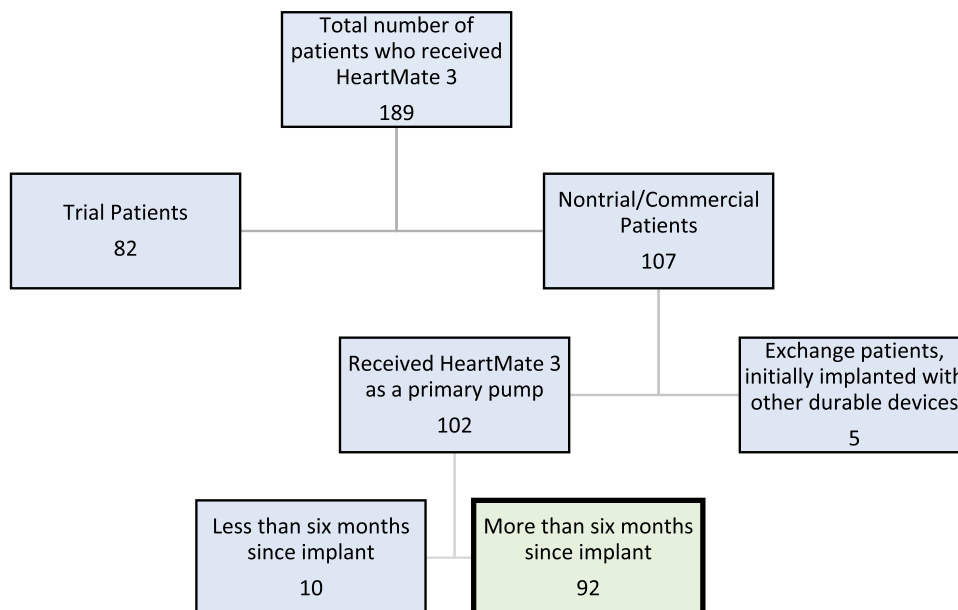 Total number of
patients who received
HeartMate 3
189
Trial Patients
82
Nontrial/Commercial
Patients
107
Received HeartMate 3
as a primary pump
102
Exchange patients,
initially implanted with
other durable devices
5
Less than six months
since implant
10
More than six months
since implant
92